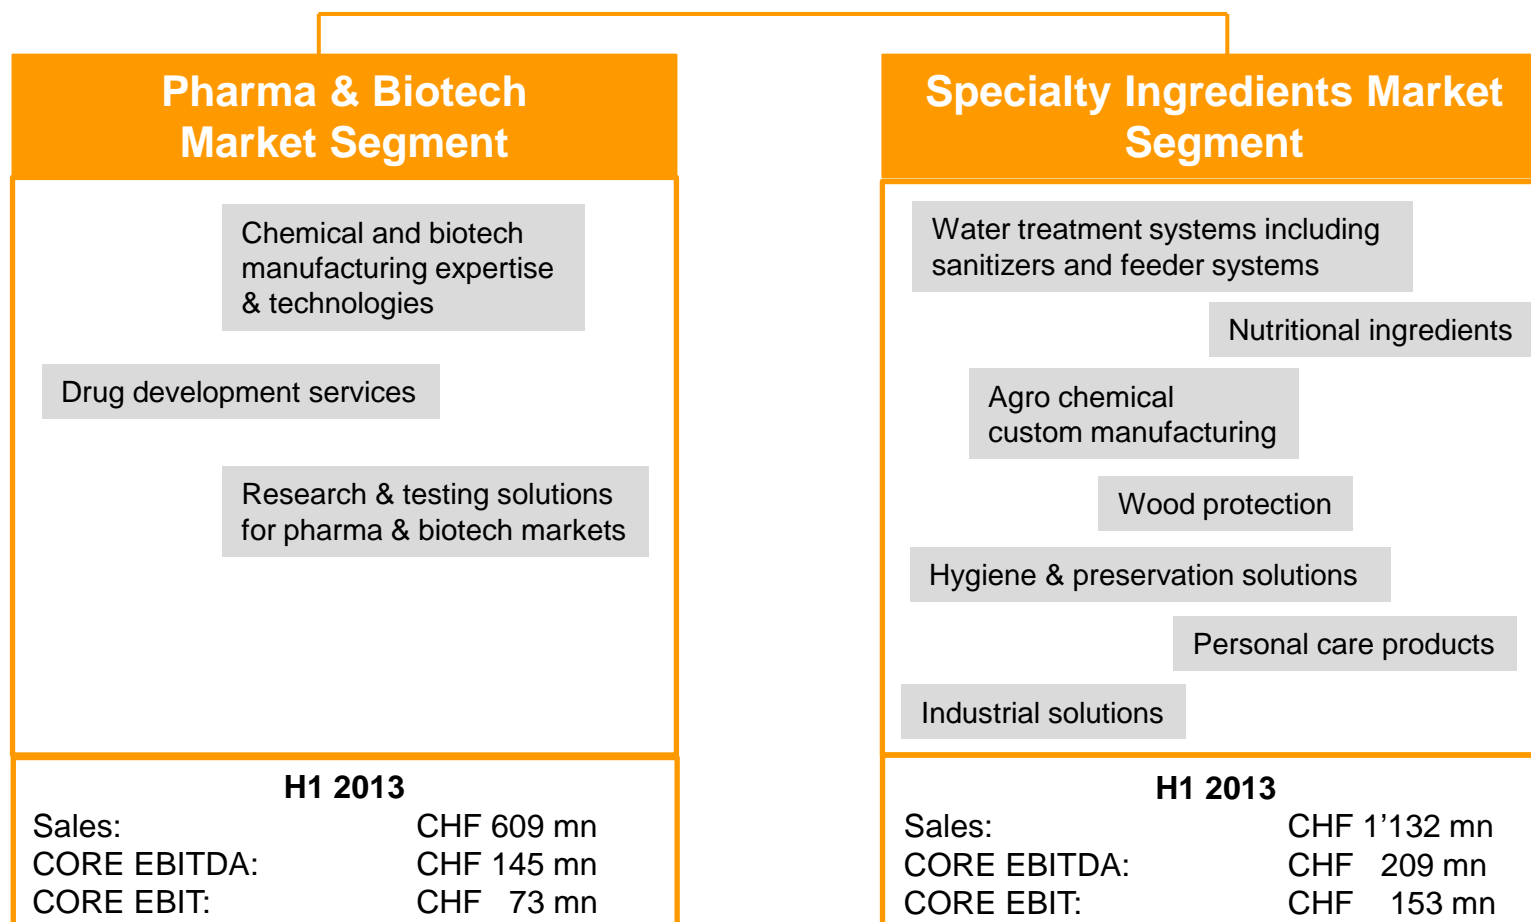 Pharma & Biotech
Market Segment
Chemical and biotech
manufacturing expertise
& technologies
Drug development services
Research & testing solutions
for pharma & biotech markets
H1 2013
Sales: CHF 609 mn
CORE EBITDA: CHF 145 mn
CORE EBIT: CHF 73 mn
Specialty Ingredients Market
Segment
Water treatment systems including
sanitizers and feeder systems
Nutritional ingredients
Agro chemical
custom manufacturing
Wood protection
Hygiene & preservation solutions
Personal care products
Industrial solutions
H1 2013
Sales: CHF 1’132 mn
CORE EBITDA: CHF 209 mn
CORE EBIT: CHF 153 mn